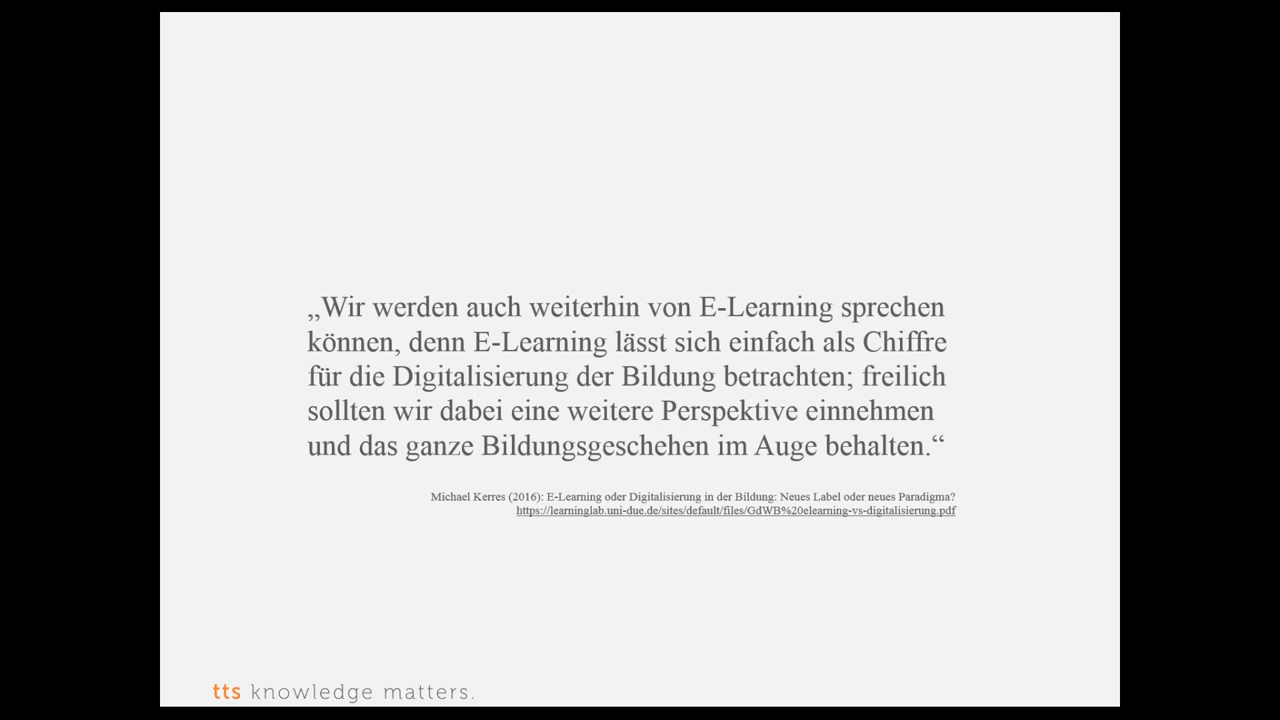 „Wir werden auch weiterhin von E-Learning sprechen
können, denn E-Learning lässt sich einfach als Chiffre
für die Digitalisierung der Bildung betrachten; freilich
sollten wir dabei eine weitere Perspektive einnehmen
und das ganze Bildungsgeschehen im Auge behalten.“
Michael Kerres (2016): E-Learning oder Digitalisierung in der Bildung: Neues Label oder neues Paradigma?
https://learninglab.uni-due.de/sites/default/files/GdWB%20elearning-vs-digitalisierung.pdf
tts knowledge matters.